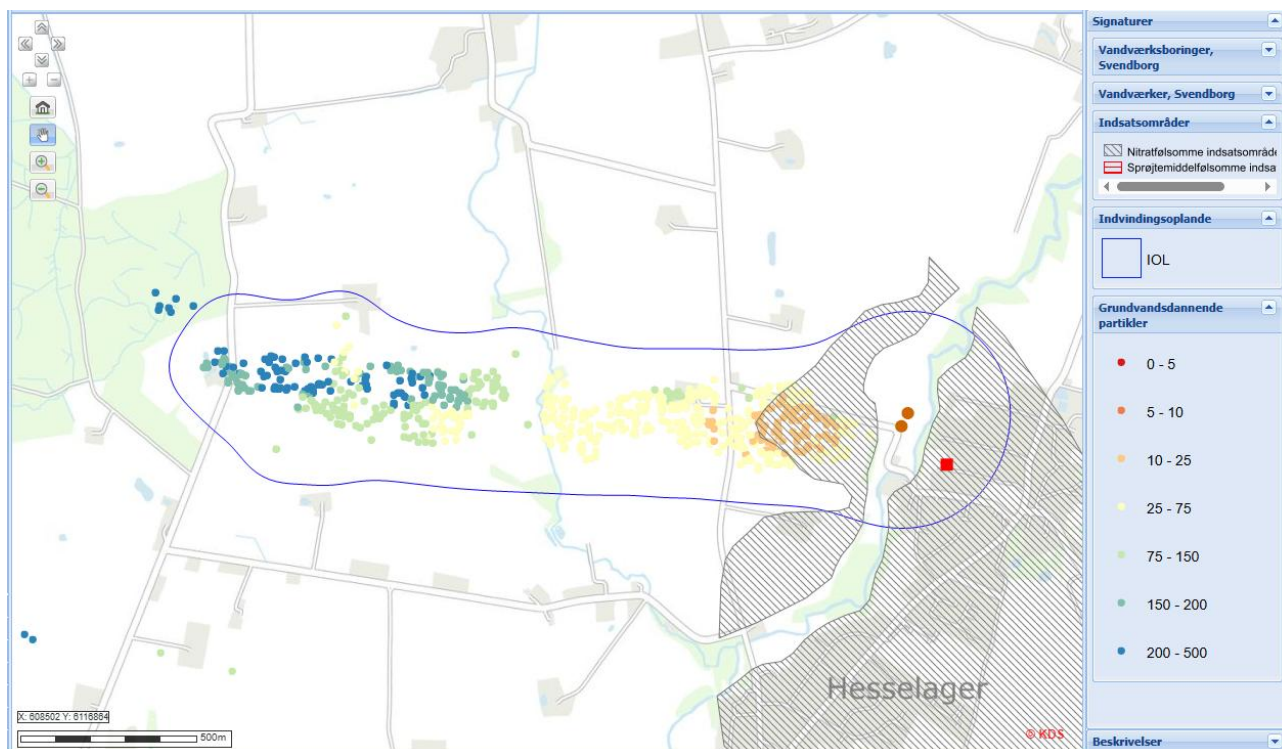 Signaturer
Vandværksboringer,
Svendborg
Vandværker, Svendborg
Indsatsområder
Nitratfølsomme indsatsområde
Sprøjtemiddelfølsomme indsa
Indvindingsoplande
IOL
Grundvandsdannende
partikler
0 - 5
5 - 10
10 - 25
25 - 75
75 - 150
150 - 200
200 - 500
Beskrivelser
Hesselager
X: 608502 Y: 6116864
500m
© KDS